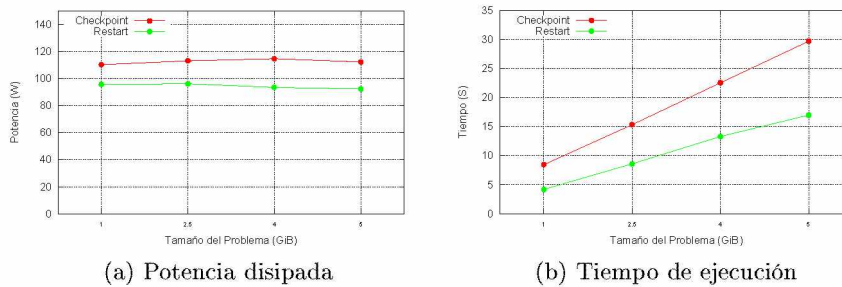 Checkpoint
Restart
140
120
100
80
60
40
20
0
Potencia (W)
1 2.5 4 5
Tamaño del Problema (GiB)
(a) Potencia disipada
Checkpoint
Restart
35
30
25
20
15
10
5
0
Tiempo (S)
1 2.5 4 5
Tamaño del Problema (GiB)
(b) Tiempo de ejecución